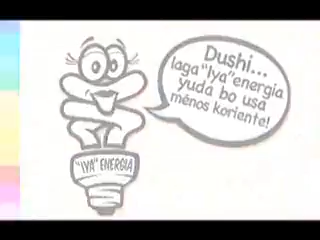 Dushi...
laga "Iya" energia
yuda bo usa
ménos koriente!
"IYA" ENERGIA